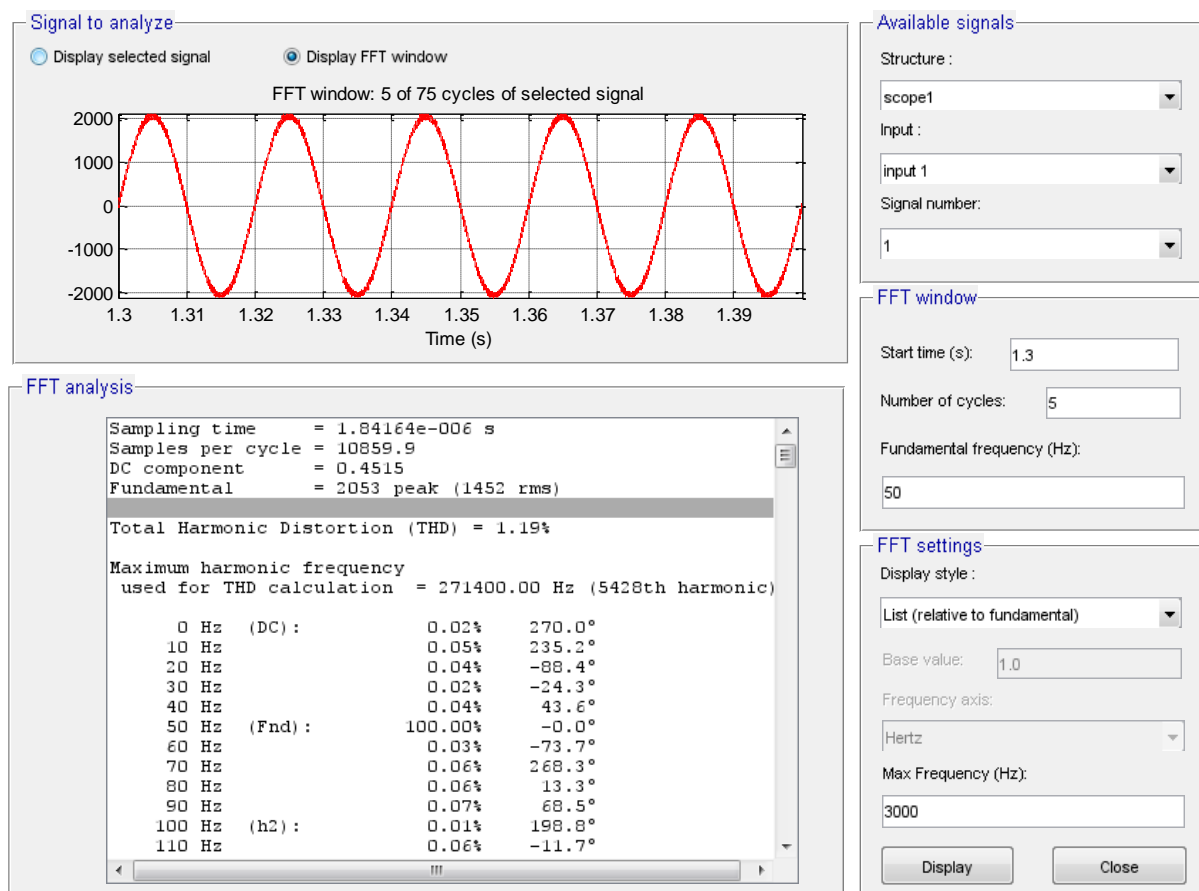 Signal to analyze
Display selected signal
Display FFT window
FFT window: 5 of 75 cycles of selected signal
2000
1000
0
-1000
-2000
1.3 1.31 1.32 1.33 1.34 1.35 1.36 1.37 1.38 1.39
Time (s)
FFT analysis
Sampling time = 1.84164e-006 s
Samples per cycle = 10859.9
DC component = 0.4515
Fundamental = 2053 peak (1452 rms)
Total Harmonic Distortion (THD) = 1.19%
Maximum harmonic frequency
used for THD calculation = 271400.00 Hz (5428th harmonic)
0 Hz (DC): 0.02% 270.0°
10 Hz 0.05% 235.2°
20 Hz 0.04% -88.4°
30 Hz 0.02% -24.3°
40 Hz 0.04% 43.6°
50 Hz (Fnd): 100.00% -0.0°
60 Hz 0.03% -73.7°
70 Hz 0.06% 268.3°
80 Hz 0.06% 13.3°
90 Hz 0.07% 68.5°
100 Hz (h2): 0.01% 198.8°
110 Hz 0.06% -11.7°
Available signals
Structure :
scope1
Input :
input 1
Signal number:
1
FFT window
Start time (s): 1.3
Number of cycles: 5
Fundamental frequency (Hz):
50
FFT settings
Display style :
List (relative to fundamental)
Base value: 1.0
Frequency axis:
Hertz
Max Frequency (Hz):
3000
Display Close